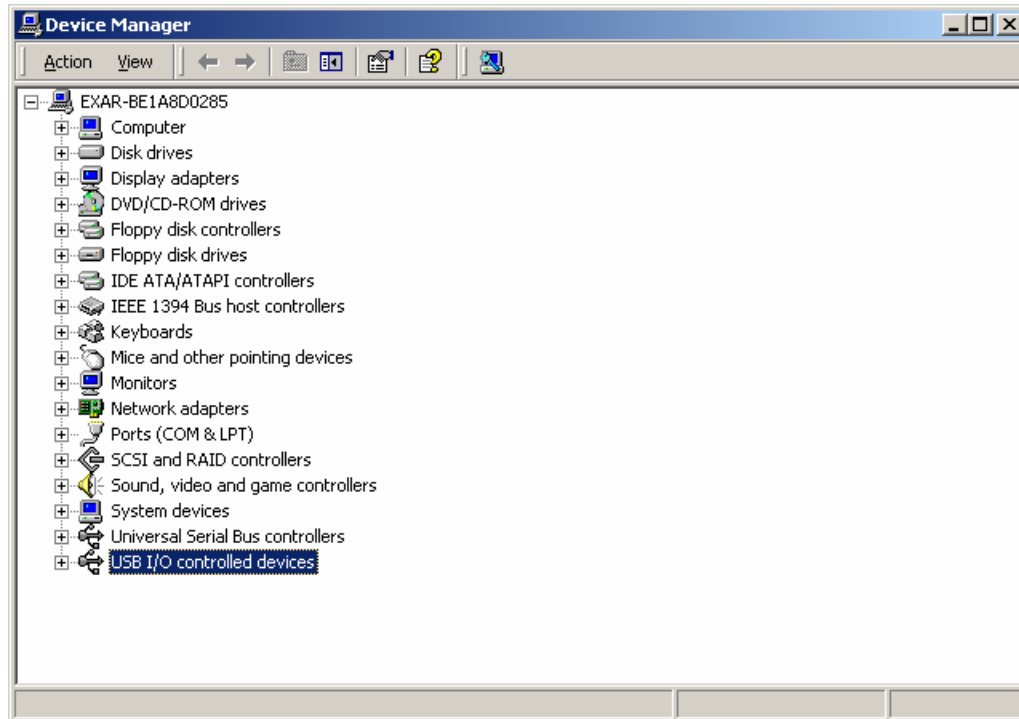 Device Manager
Action View
EXAR-BE1A8D0285
Computer
Disk drives
Display adapters
DVD/CD-ROM drives
Floppy disk controllers
Floppy disk drives
IDE ATA/ATAPI controllers
IEEE 1394 Bus host controllers
Keyboards
Mice and other pointing devices
Monitors
Network adapters
Ports (COM & LPT)
SCSI and RAID controllers
Sound, video and game controllers
System devices
Universal Serial Bus controllers
USB I/O controlled devices